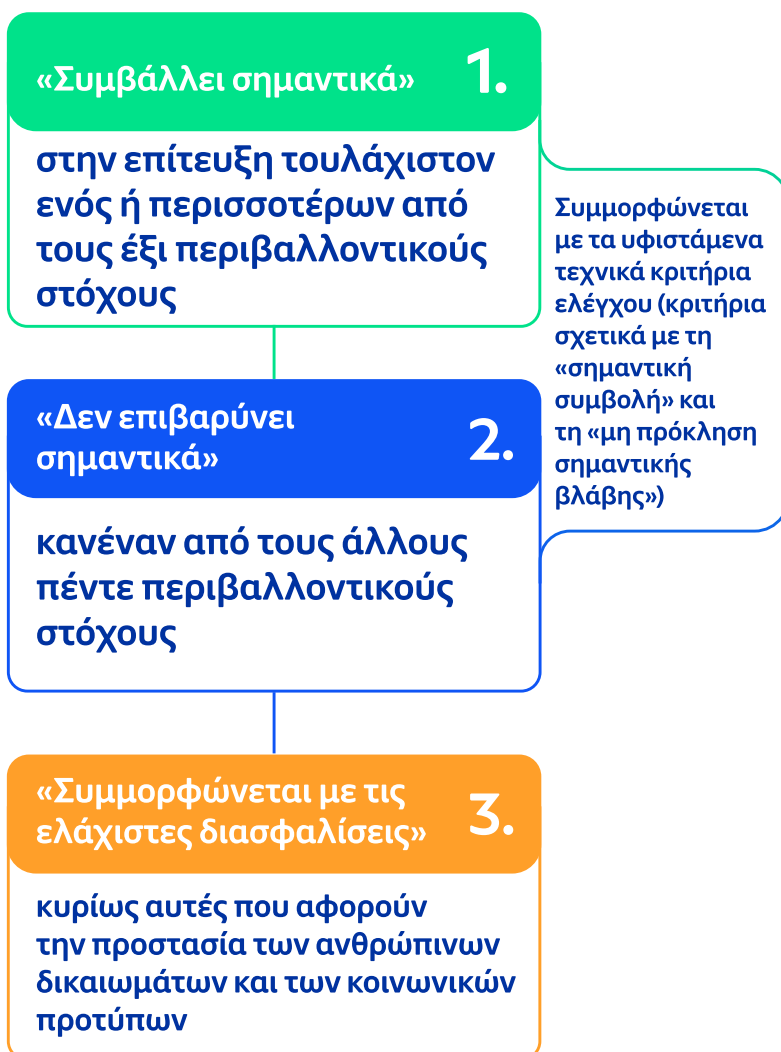 «Συμβάλλει σημαντικά» 1.
στην επίτευξη τουλάχιστον
ενός ή περισσοτέρων από
τους έξι περιβαλλοντικούς
στόχους
Συμμορφώνεται
με τα υφιστάμενα
τεχνικά κριτήρια
ελέγχου (κριτήρια
σχετικά με τη
«σημαντική
συμβολή» και
τη «μη πρόκληση
σημαντικής
βλάβης»)
«Δεν επιβαρύνει
σημαντικά» 2.
κανέναν από τους άλλους
πέντε περιβαλλοντικούς
στόχους
«Συμμορφώνεται με τις
ελάχιστες διασφαλίσεις» 3.
κυρίως αυτές που αφορούν
την προστασία των ανθρώπινων
δικαιωμάτων και των κοινωνικών
προτύπων